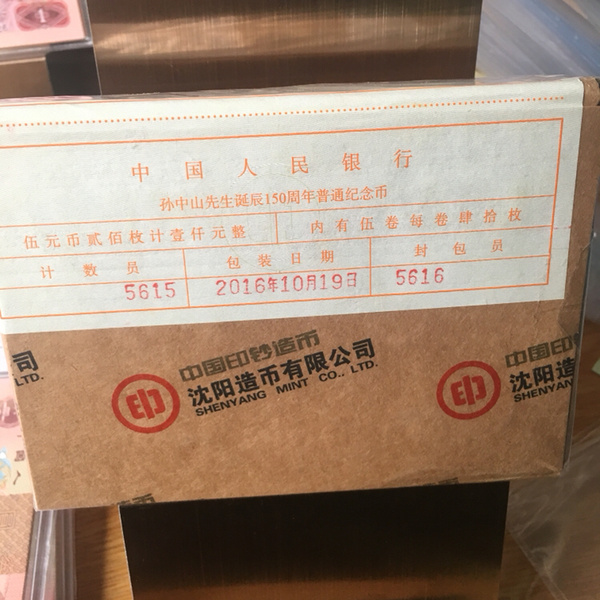 中国人民银行
孙中山先生诞辰150周年普通纪念币
伍元币贰佰枚计壹仟元整 内有伍卷每卷肆拾枚
计数员 包装日期 封包员
5615 2016年10月19日 5616
中国印钞造币
沈阳造币有限公司
SHENYANG MINT CO., LTD.
司
LTD.
中国印钞
沈阳造
SHENYANG